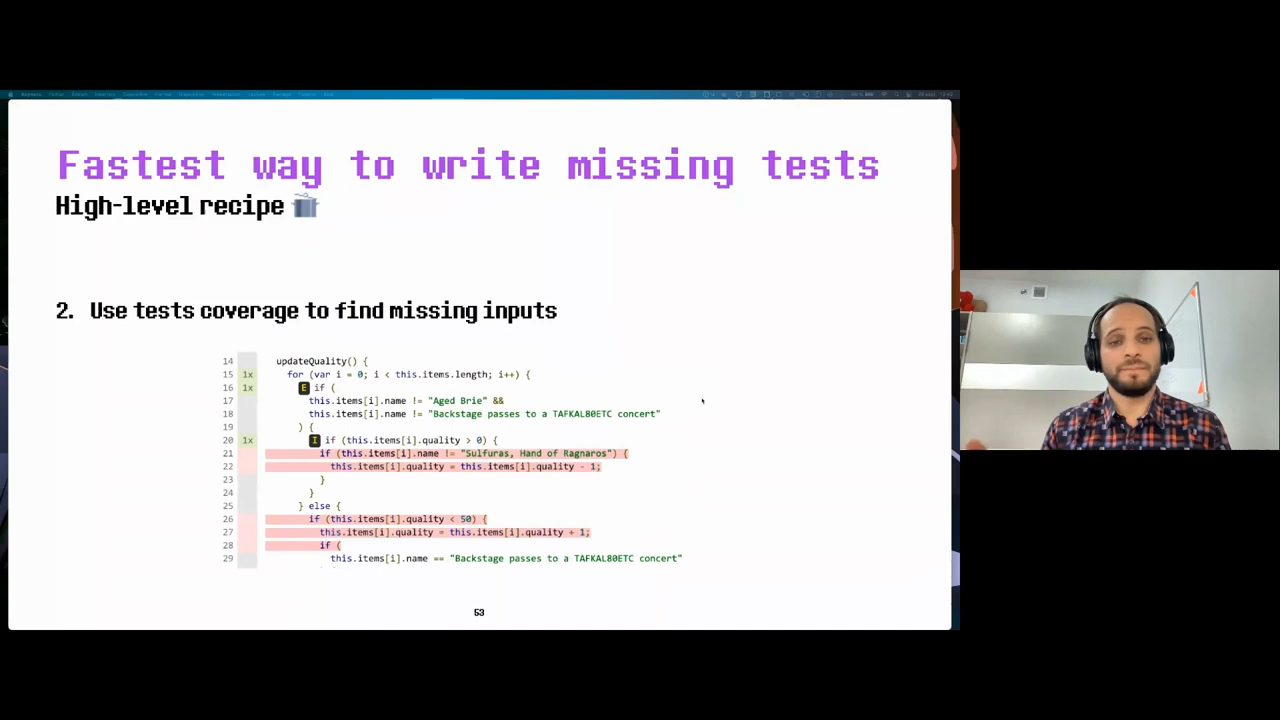 Fastest way to write missing tests
High-level recipe
2. Use tests coverage to find missing inputs
14 updateQuality() {
15 1x for (var i = 0; i < this.items.length; i++) {
16 1x E if (
17 this.items[i].name != "Aged Brie" &&
18 this.items[i].name != "Backstage passes to a TAFKAL80ETC concert"
19 ) {
20 1x I if (this.items[i].quality > 0) {
21 if (this.items[i].name != "Sulfuras, Hand of Ragnaros") {
22 this.items[i].quality = this.items[i].quality - 1;
23 }
24 }
25 } else {
26 if (this.items[i].quality < 50) {
27 this.items[i].quality = this.items[i].quality + 1;
28 if (
29 this.items[i].name == "Backstage passes to a TAFKAL80ETC concert"
53